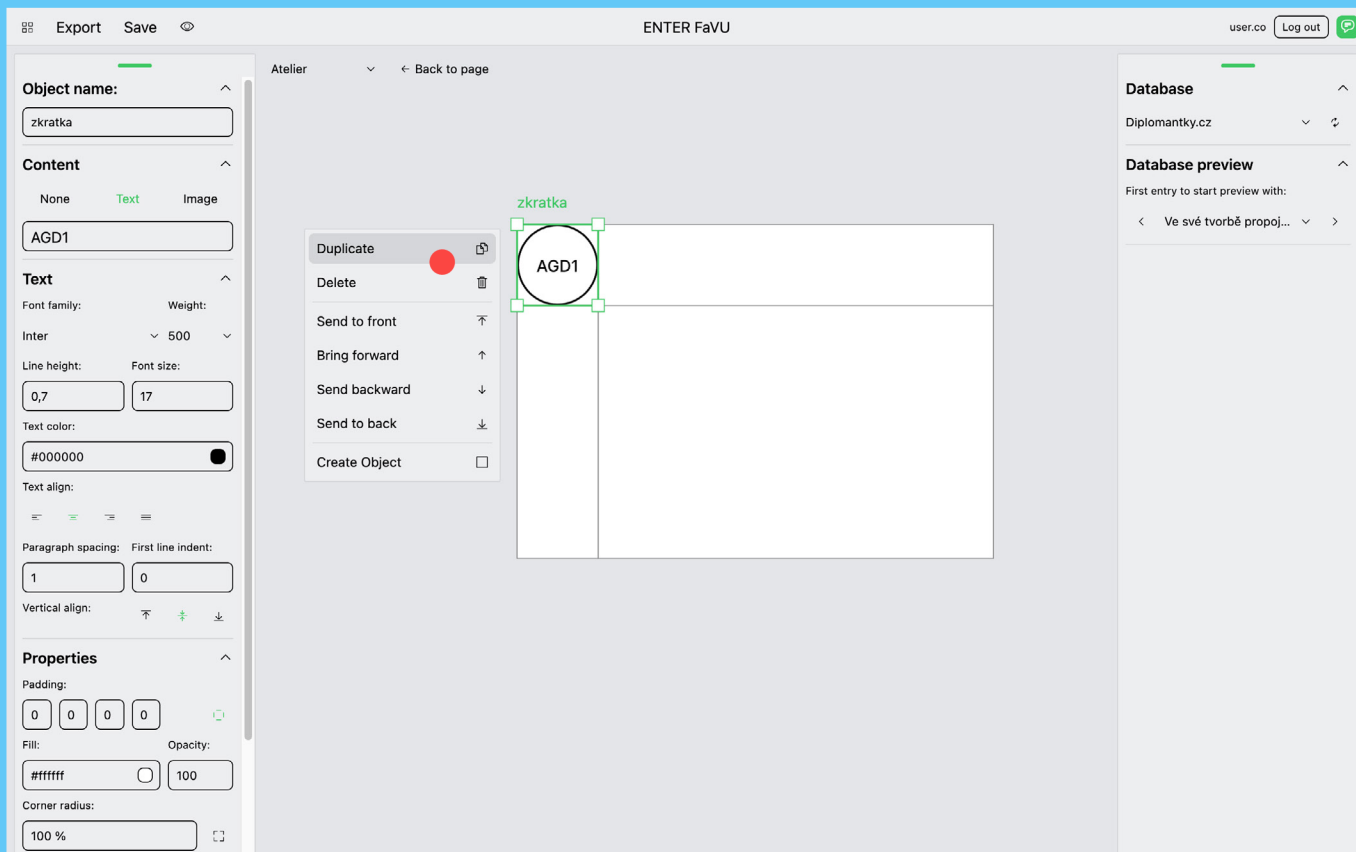 Export Save ENTER FaVU user.co Log out
Atelier ← Back to page
Object name:
zkratka
Content
None Text Image
AGD1
Text
Font family: Weight:
Inter 500
Line height: Font size:
0,7 17
Text color:
#000000
Text align:
Paragraph spacing: First line indent:
1 0
Vertical align:
Properties
Padding:
0 0 0 0
Fill: Opacity:
#ffffff 100
Corner radius:
100 %
Duplicate
Delete
Send to front
Bring forward
Send backward
Send to back
Create Object
zkratka
AGD1
Database
Diplomantky.cz
Database preview
First entry to start preview with:
Ve své tvorbě propoj...